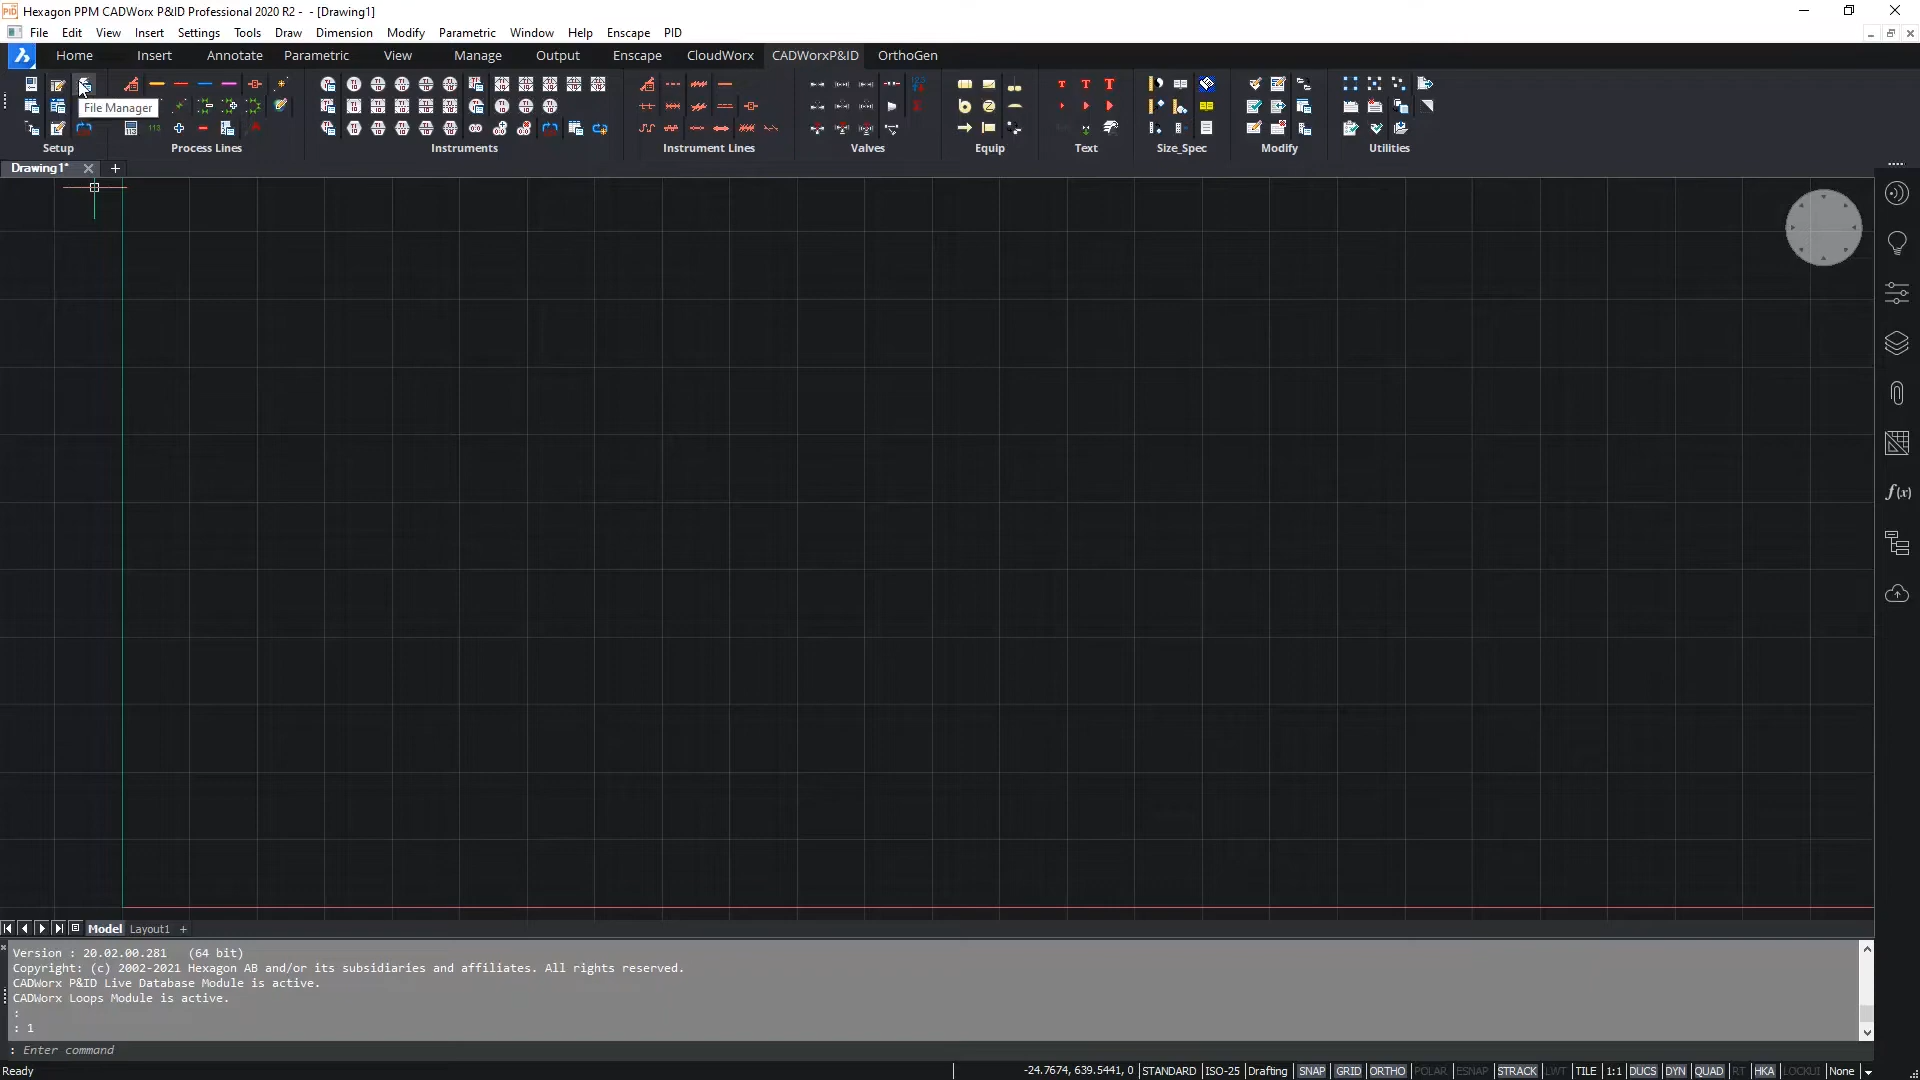 Hexagon PPM CADWorx P&ID Professional 2020 R2 - - [Drawing1]
File Edit View Insert Settings Tools Draw Dimension Modify Parametric Window Help Enscape PID
Home Insert Annotate Parametric View Manage Output Enscape CloudWorx CADWorxP&ID OrthoGen
File Manager
Setup Process Lines Instruments Instrument Lines Valves Equip Text Size_Spec Modify Utilities
Drawing1*
Model Layout1 +
Version : 20.02.00.281 (64 bit)
Copyright: (c) 2002-2021 Hexagon AB and/or its subsidiaries and affiliates. All rights reserved.
CADWorx P&ID Live Database Module is active.
CADWorx Loops Module is active.
:
: 1
: Enter command
Ready -24.7674, 639.5441, 0 STANDARD ISO-25 Drafting SNAP GRID ORTHO POLAR ESNAP STRACK LWT TILE 1:1 DUCS DYN QUAD RT HKA LOCKUI None